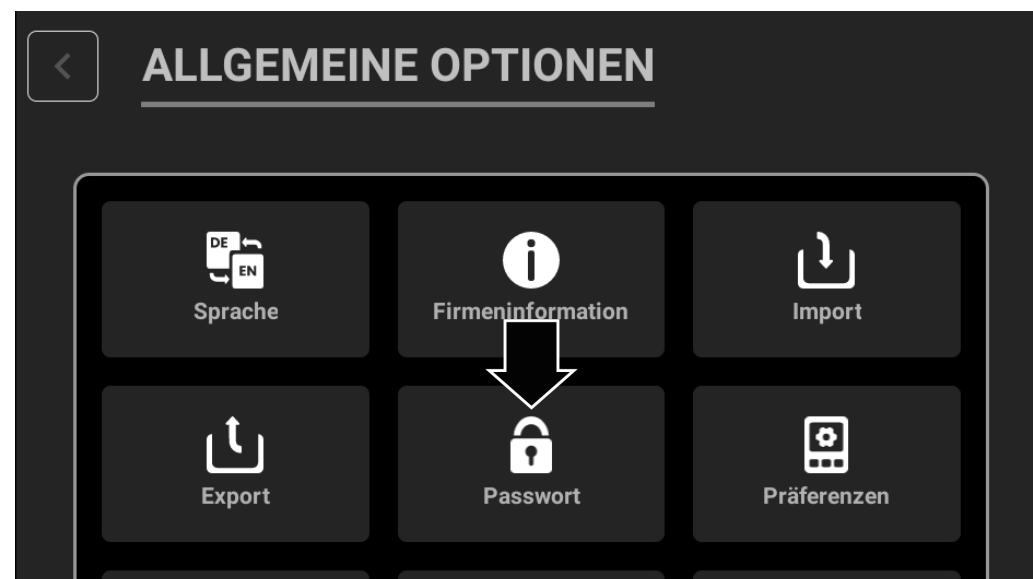 ALLGEMEINE OPTIONEN
DE
EN
Sprache
Firmeninformation
Import
Export
Passwort
Präferenzen